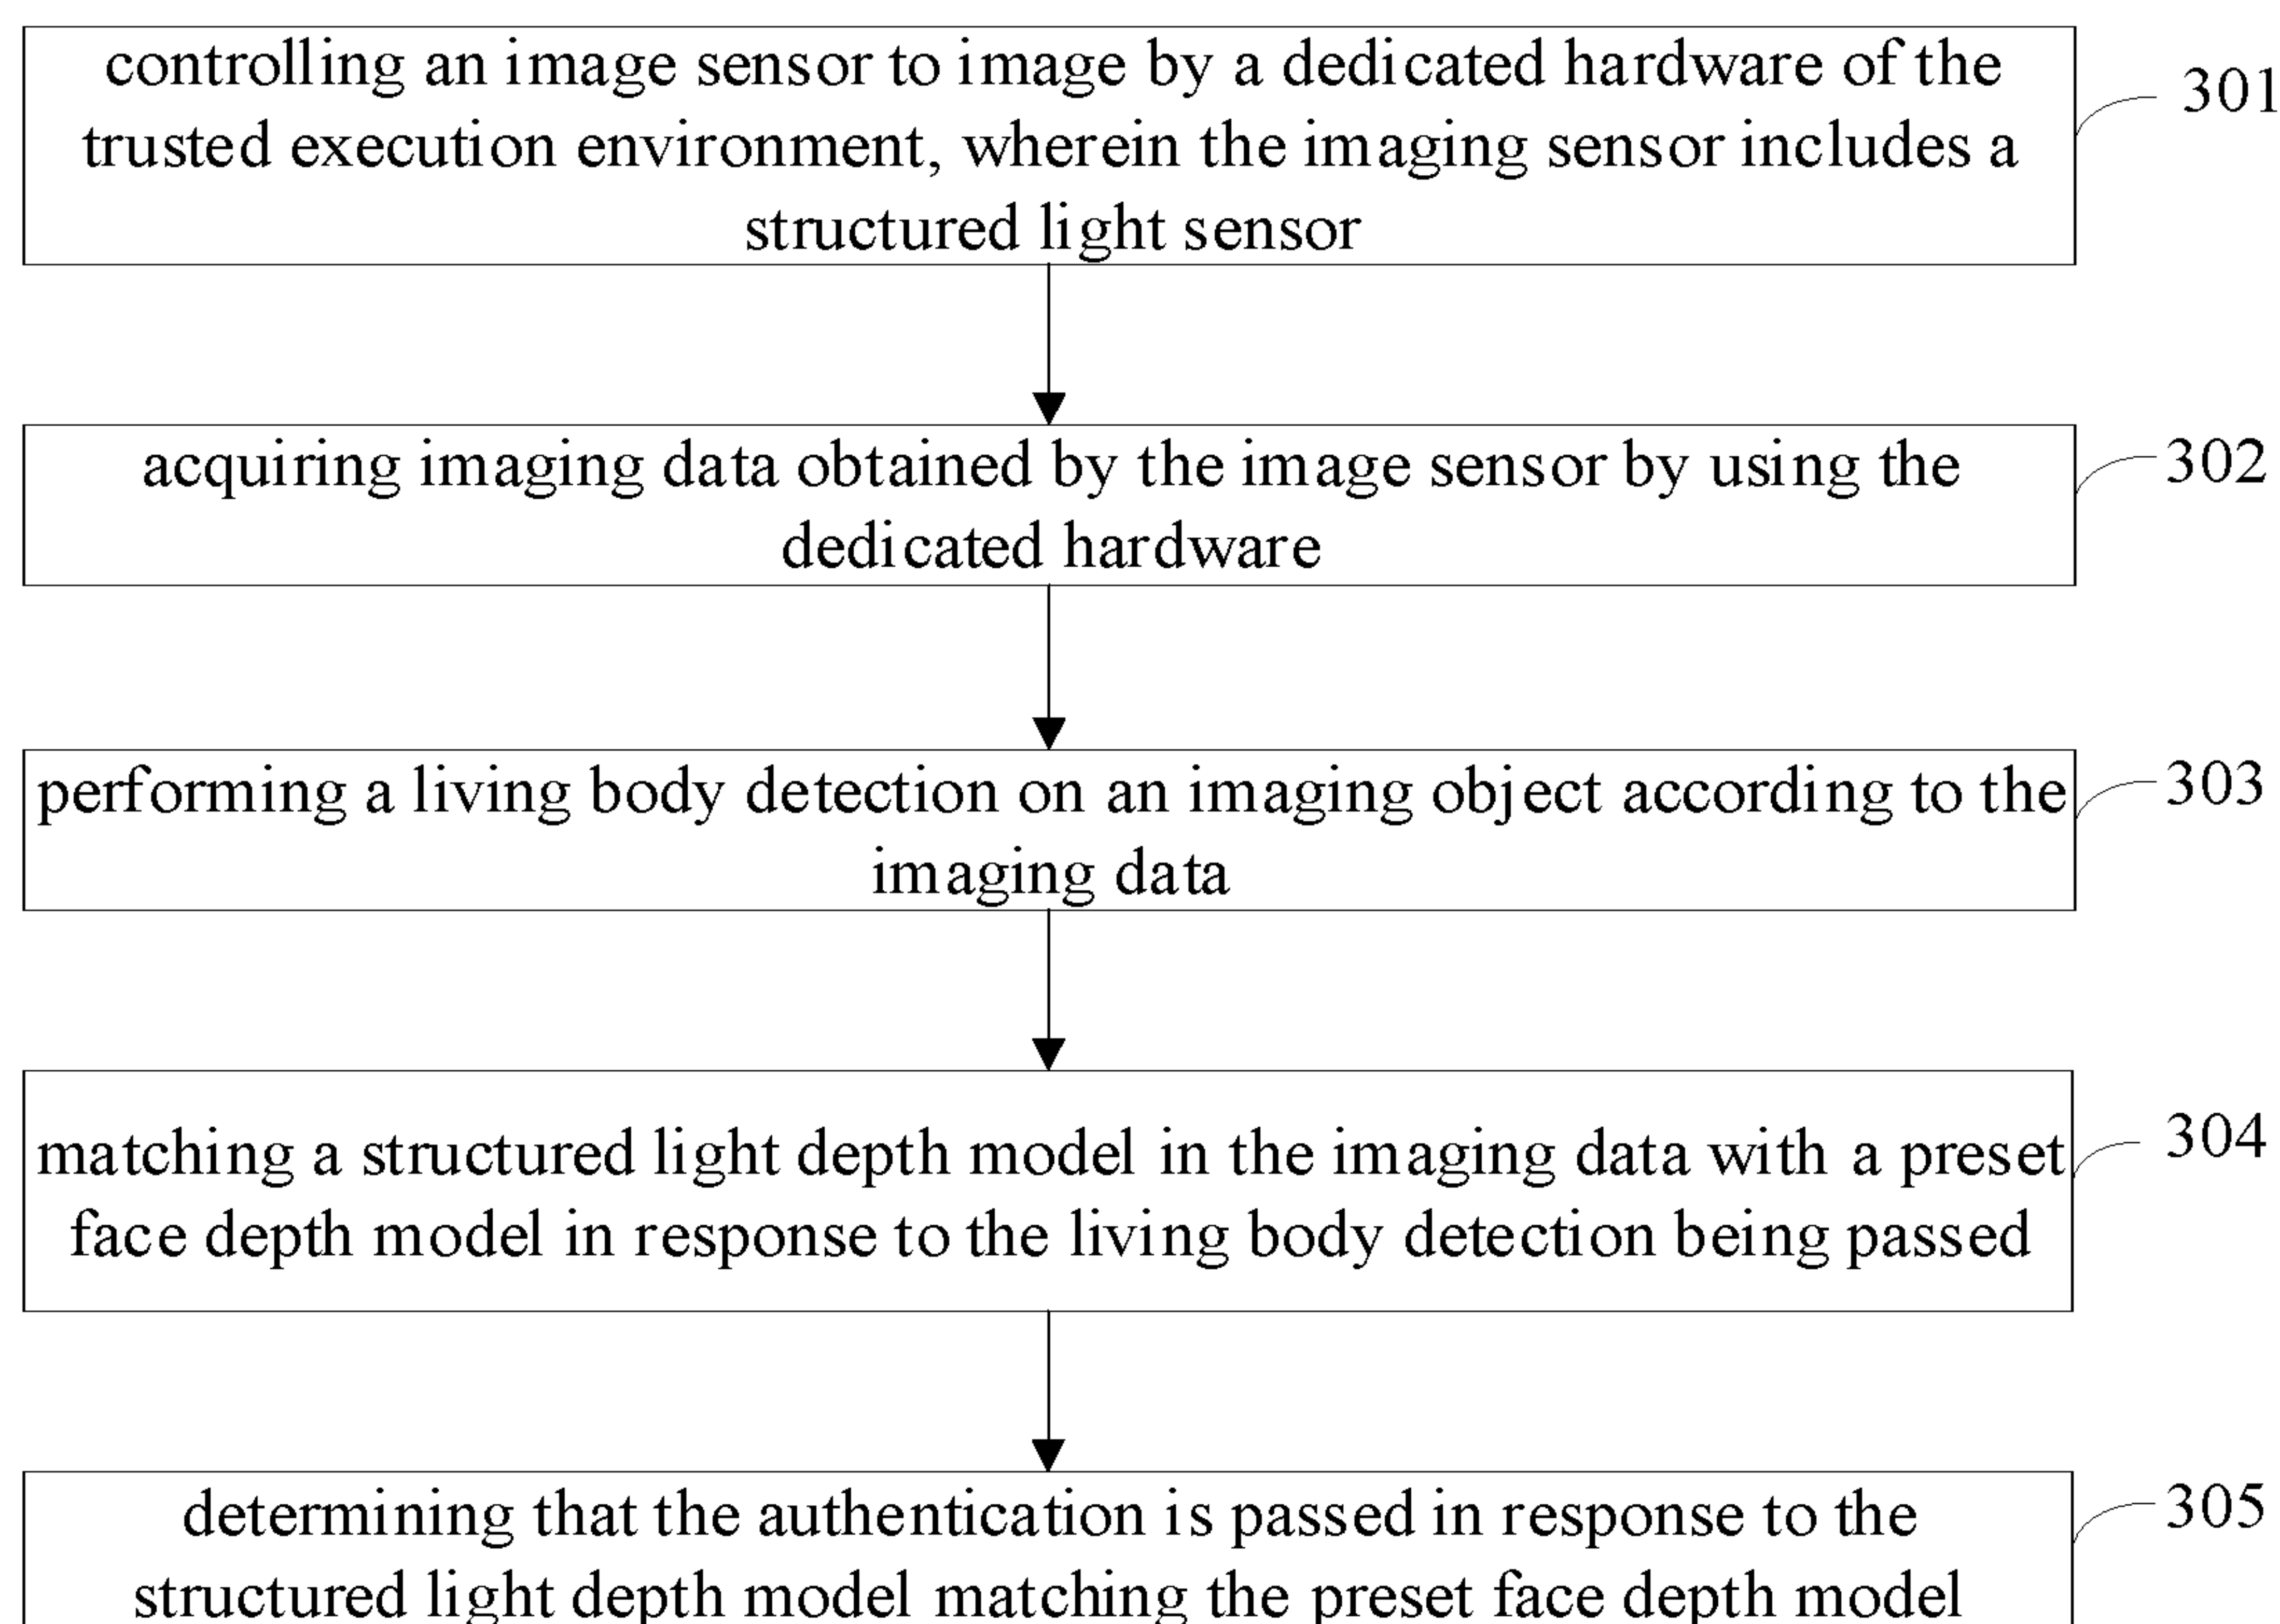 controlling an image sensor to image by a dedicated hardware of the
trusted execution environment, wherein the imaging sensor includes a
structured light sensor
301
acquiring imaging data obtained by the image sensor by using the
dedicated hardware
302
performing a living body detection on an imaging object according to the
imaging data
303
matching a structured light depth model in the imaging data with a preset
face depth model in response to the living body detection being passed
304
determining that the authentication is passed in response to the
structured light depth model matching the preset face depth model
305